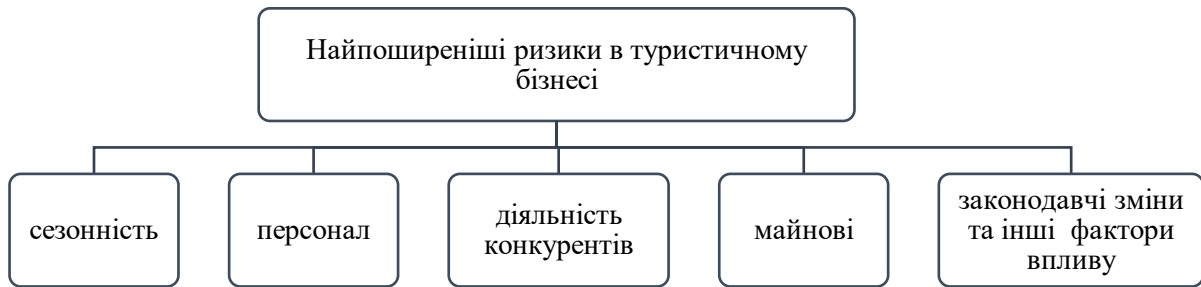 Найпоширеніші ризики в туристичному
бізнесі
сезонність
персонал
діяльність
конкурентів
майнові
законодавчі зміни
та інші фактори
впливу